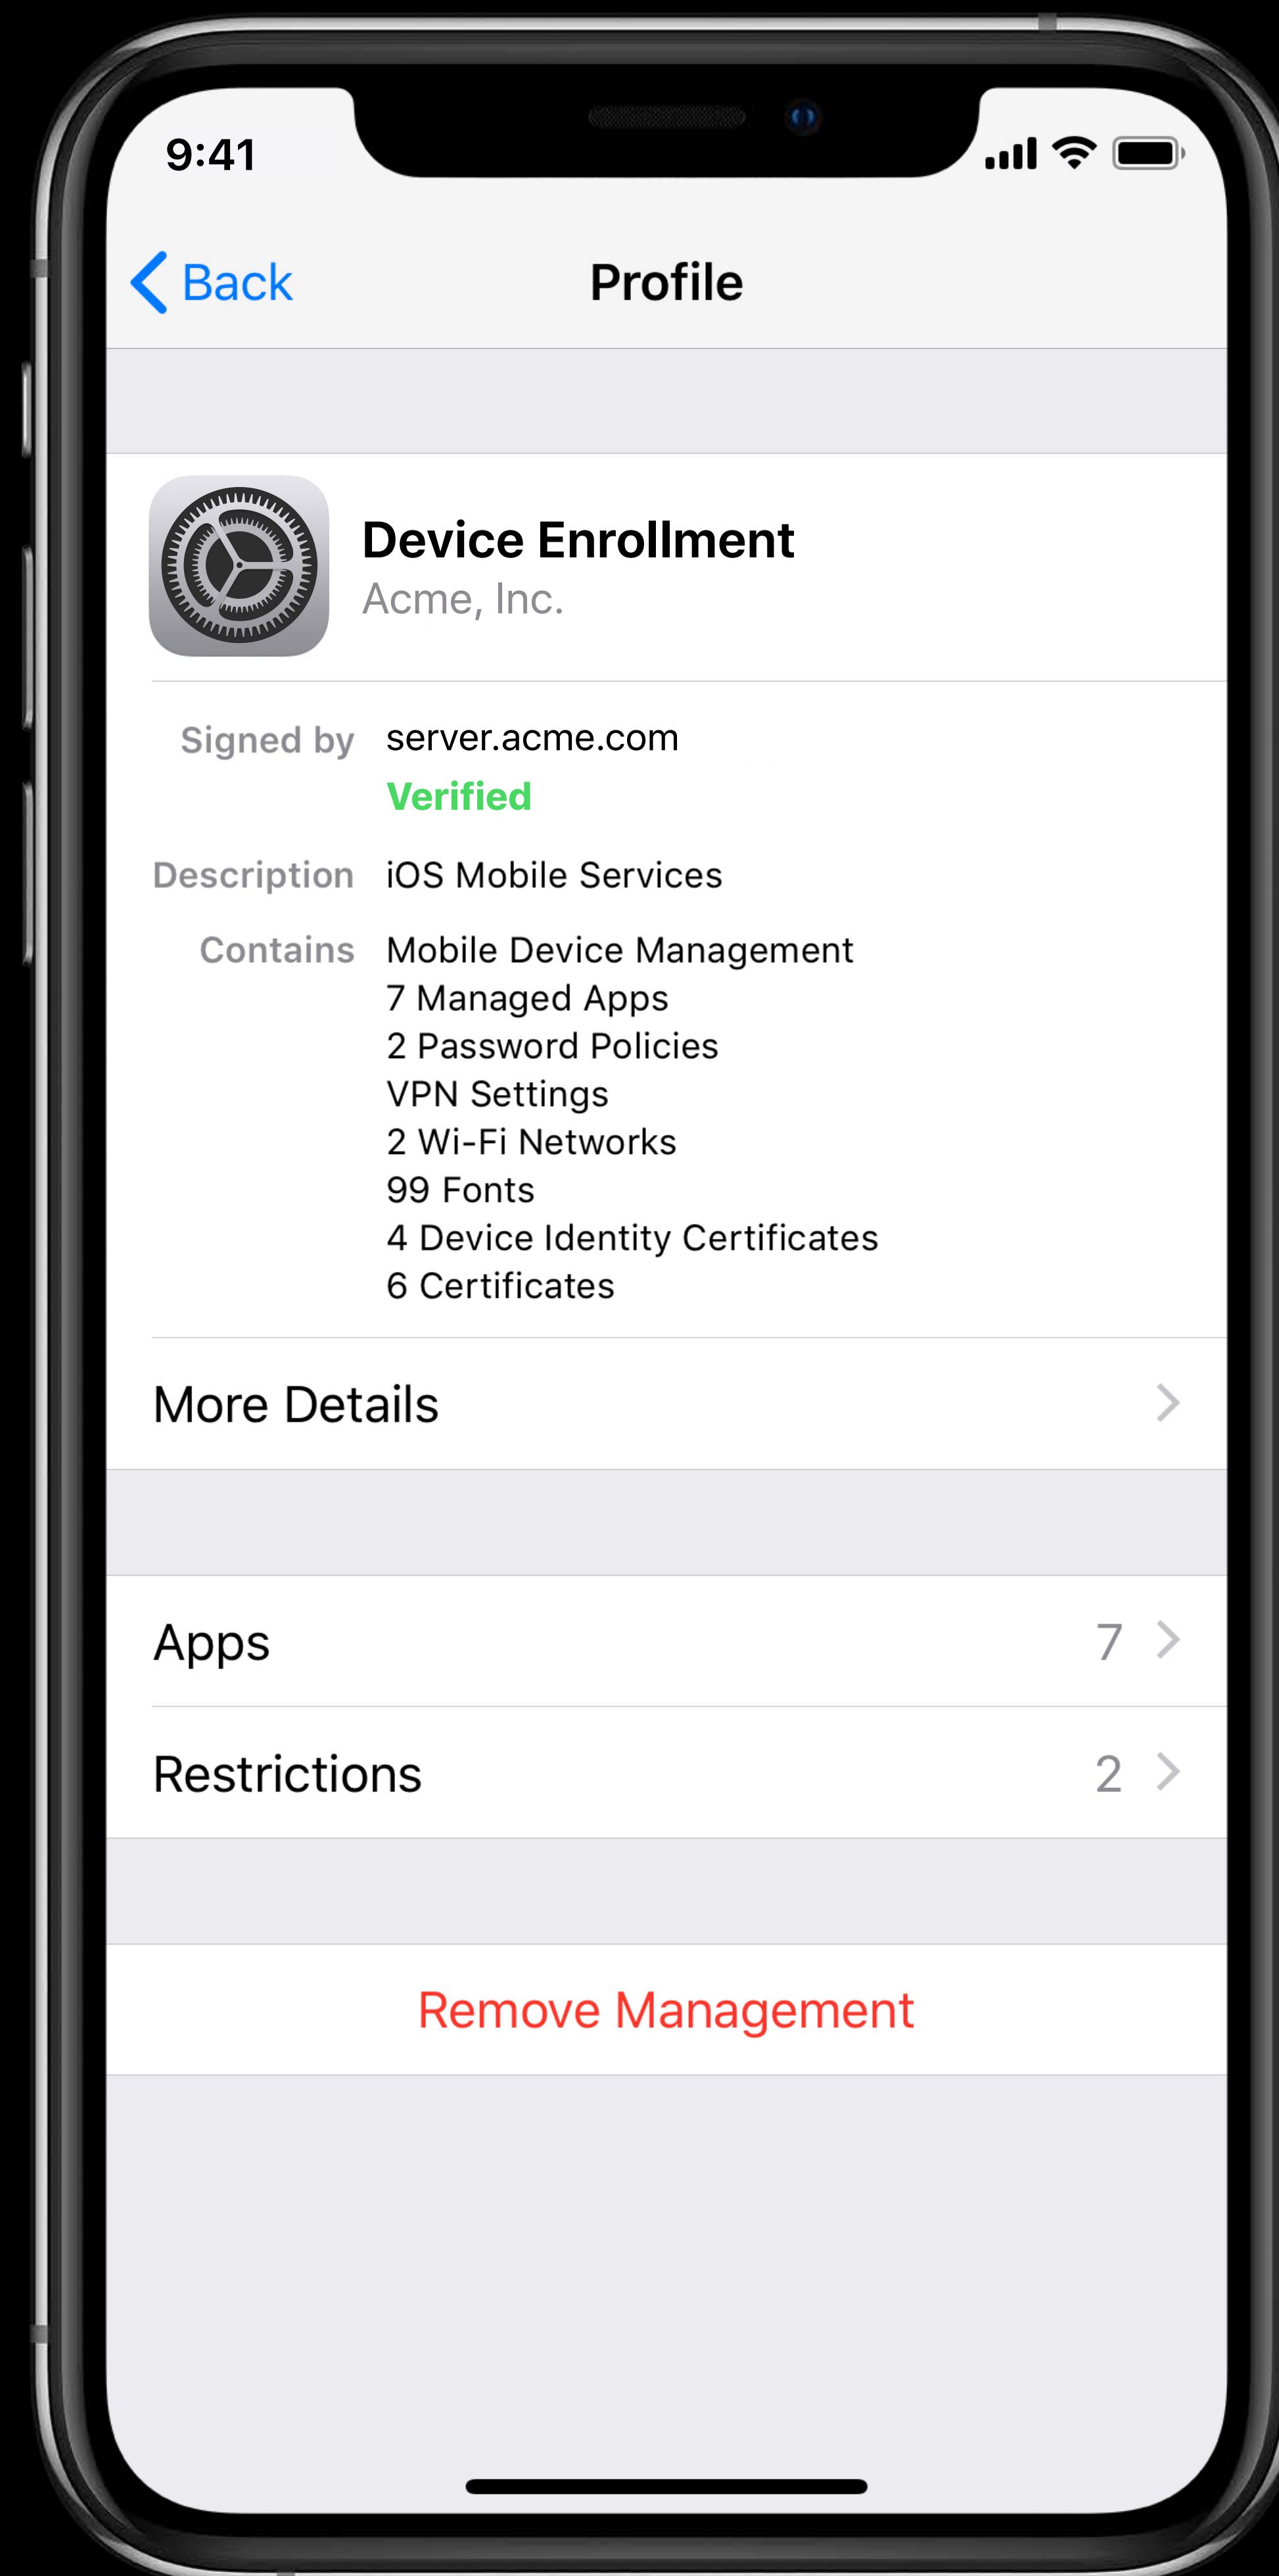 9:41
Back
Profile
Device Enrollment
Acme, Inc.
Signed by server.acme.com
Verified
Description iOS Mobile Services
Contains Mobile Device Management
7 Managed Apps
2 Password Policies
VPN Settings
2 Wi-Fi Networks
99 Fonts
4 Device Identity Certificates
6 Certificates
More Details
Apps 7
Restrictions 2
Remove Management